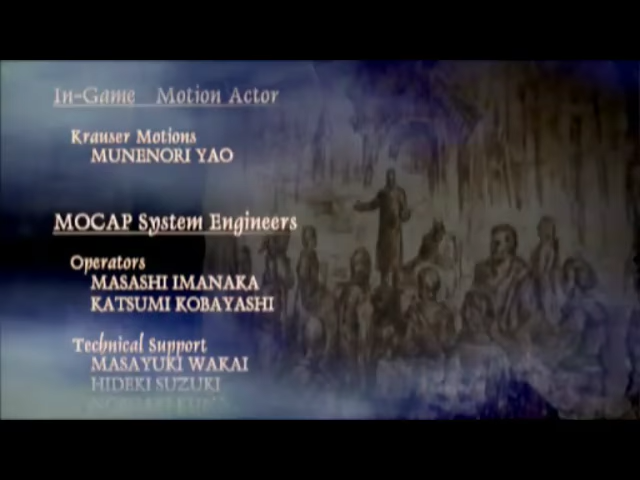 In-Game Motion Actor
Krauser Motions
MUNENORI YAO
MOCAP System Engineers
Operators
MASASHI IMANAKA
KATSUMI KOBAYASHI
Technical Support
MASAYUKI WAKAI
HIDEKI SUZUKI